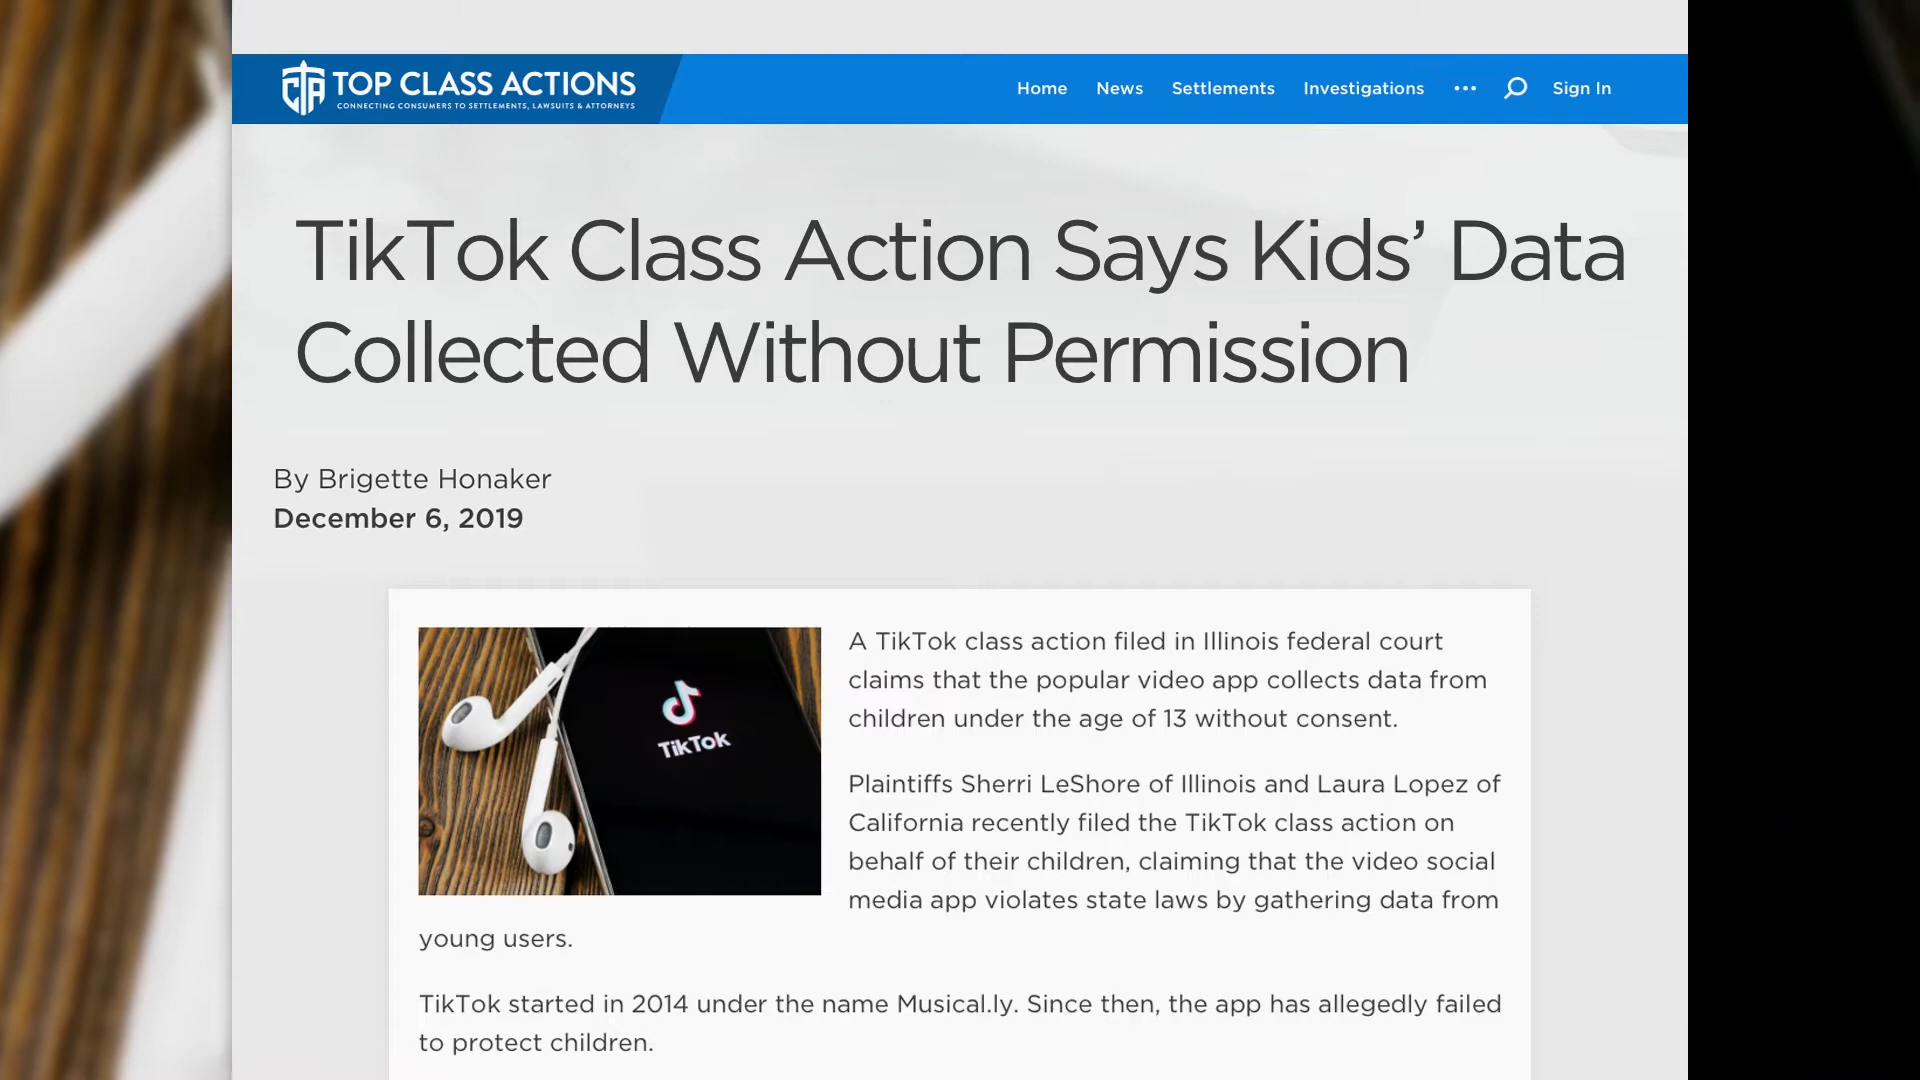 TOP CLASS ACTIONS
CONNECTING CONSUMERS TO SETTLEMENTS, LAWSUITS & ATTORNEYS
Home News Settlements Investigations ••• Sign In
TikTok Class Action Says Kids’ Data
Collected Without Permission
By Brigette Honaker
December 6, 2019
TikTok
A TikTok class action filed in Illinois federal court
claims that the popular video app collects data from
children under the age of 13 without consent.
Plaintiffs Sherri LeShore of Illinois and Laura Lopez of
California recently filed the TikTok class action on
behalf of their children, claiming that the video social
media app violates state laws by gathering data from
young users.
TikTok started in 2014 under the name Musical.ly. Since then, the app has allegedly failed
to protect children.